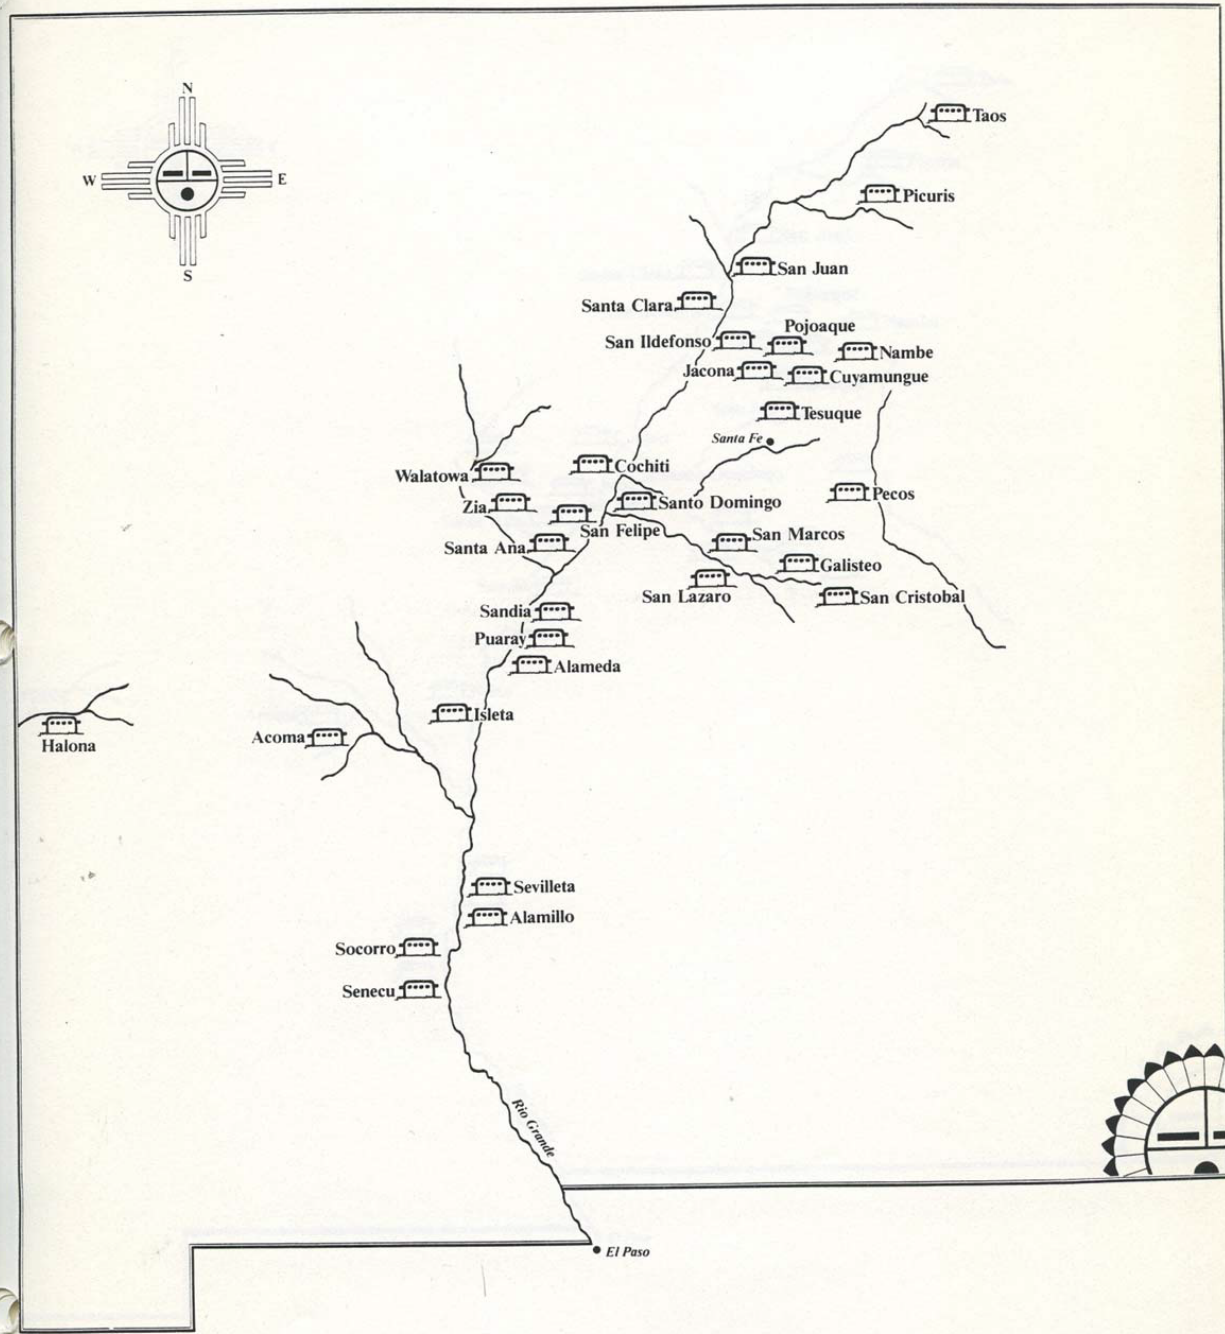 N
W
E
S
Taos
Picuris
San Juan
Santa Clara
San Ildefonso
Pojoaque
Nambe
Jacona
Cuyamungue
Tesuque
Santa Fe
Walatowa
Cochiti
Zia
Santo Domingo
Pecos
San Felipe
San Marcos
Santa Ana
Galisteo
San Lazaro
San Cristobal
Sandia
Puaray
Alameda
Isleta
Halona
Acoma
Sevilleta
Alamillo
Socorro
Senecu
Rio Grande
El Paso